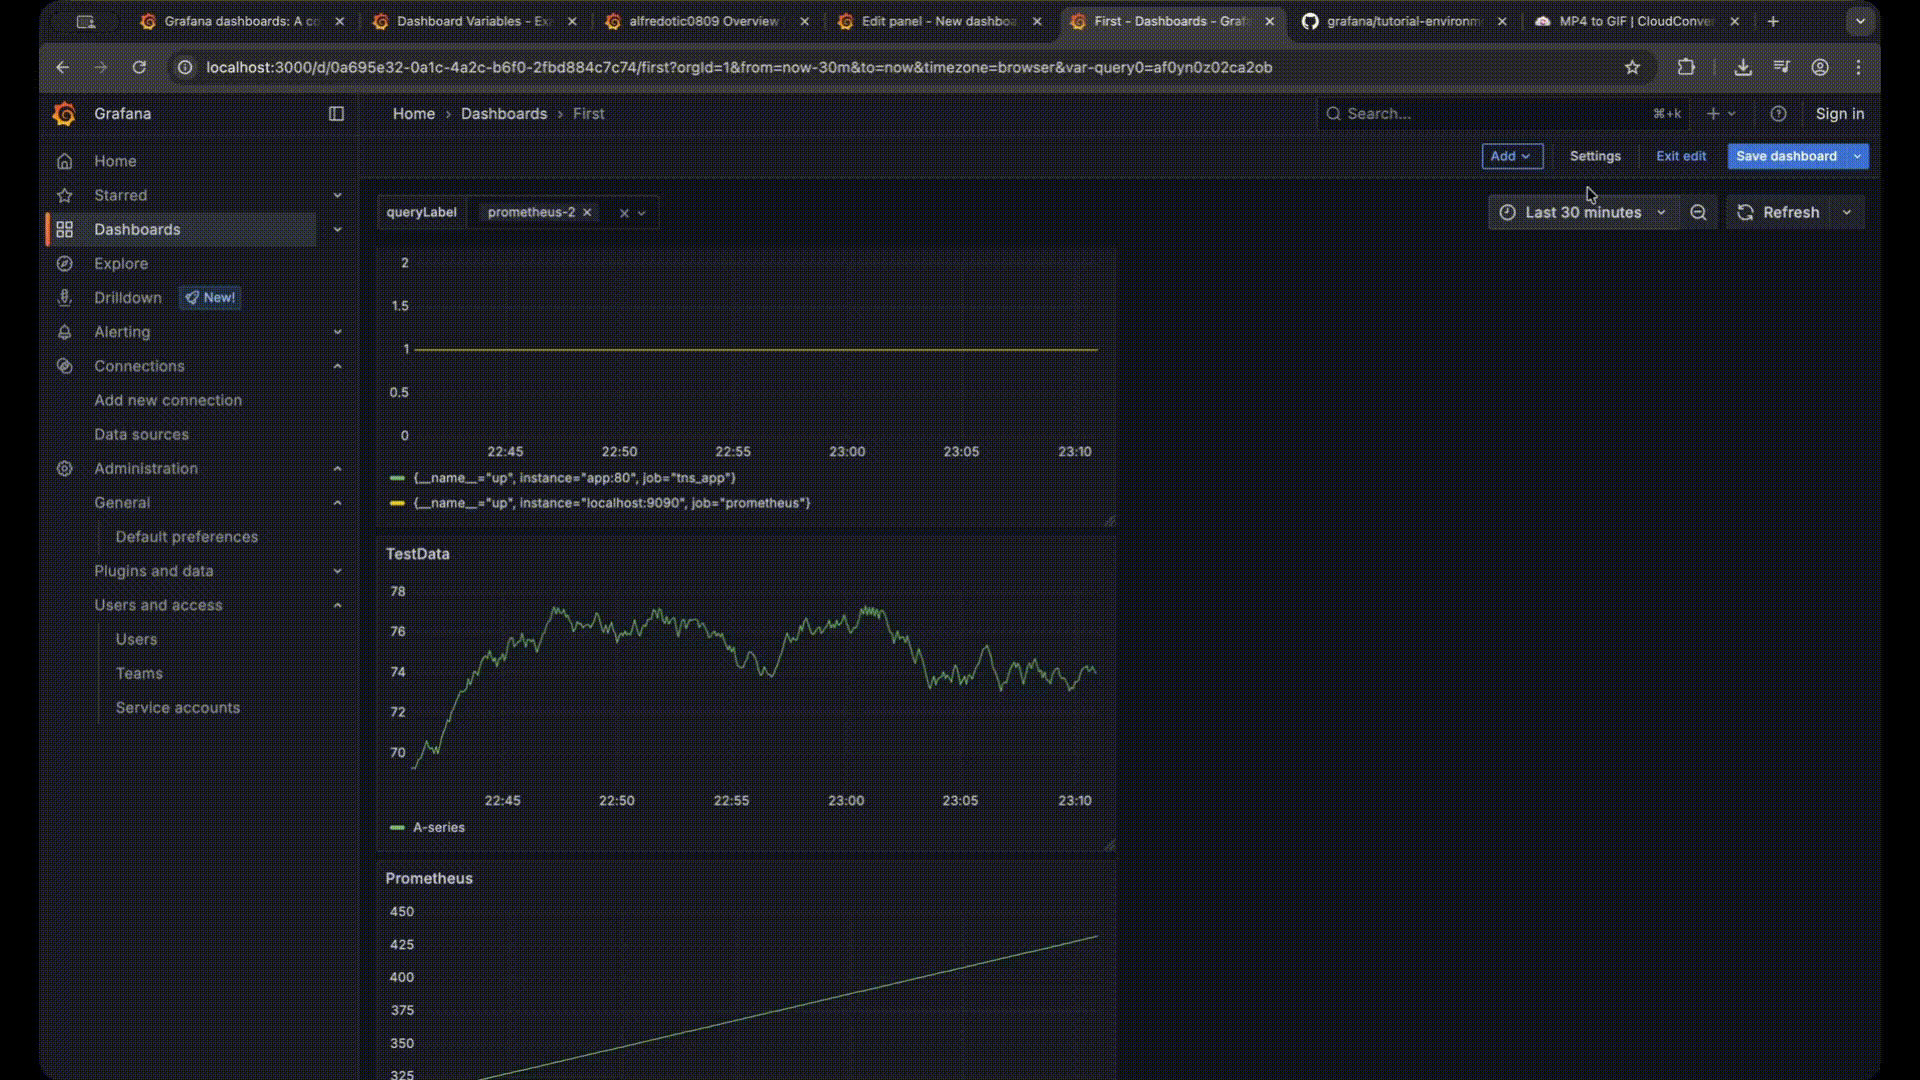 Grafana dashboards: A co
Dashboard Variables - Ex
alfredotic0809 Overview
Edit panel - New dashboa
First - Dashboards - Graf
grafana/tutorial-environm
MP4 to GIF | CloudConver
localhost:3000/d/0a695e32-0a1c-4a2c-b6f0-2fbd884c7c74/first?orgId=1&from=now-30m&to=now&timezone=browser&var-query0=af0yn0z02ca2ob
Grafana
Home › Dashboards › First
Search... ⌘+k
Sign in
Add
Settings
Exit edit
Save dashboard
queryLabel
prometheus-2
Last 30 minutes
Refresh
Home
Starred
Dashboards
Explore
Drilldown New!
Alerting
Connections
Add new connection
Data sources
Administration
General
Default preferences
Plugins and data
Users and access
Users
Teams
Service accounts
2
1.5
1
0.5
0
22:45 22:50 22:55 23:00 23:05 23:10
{__name__="up", instance="app:80", job="tns_app"}
{__name__="up", instance="localhost:9090", job="prometheus"}
TestData
78
76
74
72
70
22:45 22:50 22:55 23:00 23:05 23:10
A-series
Prometheus
450
425
400
375
350
325